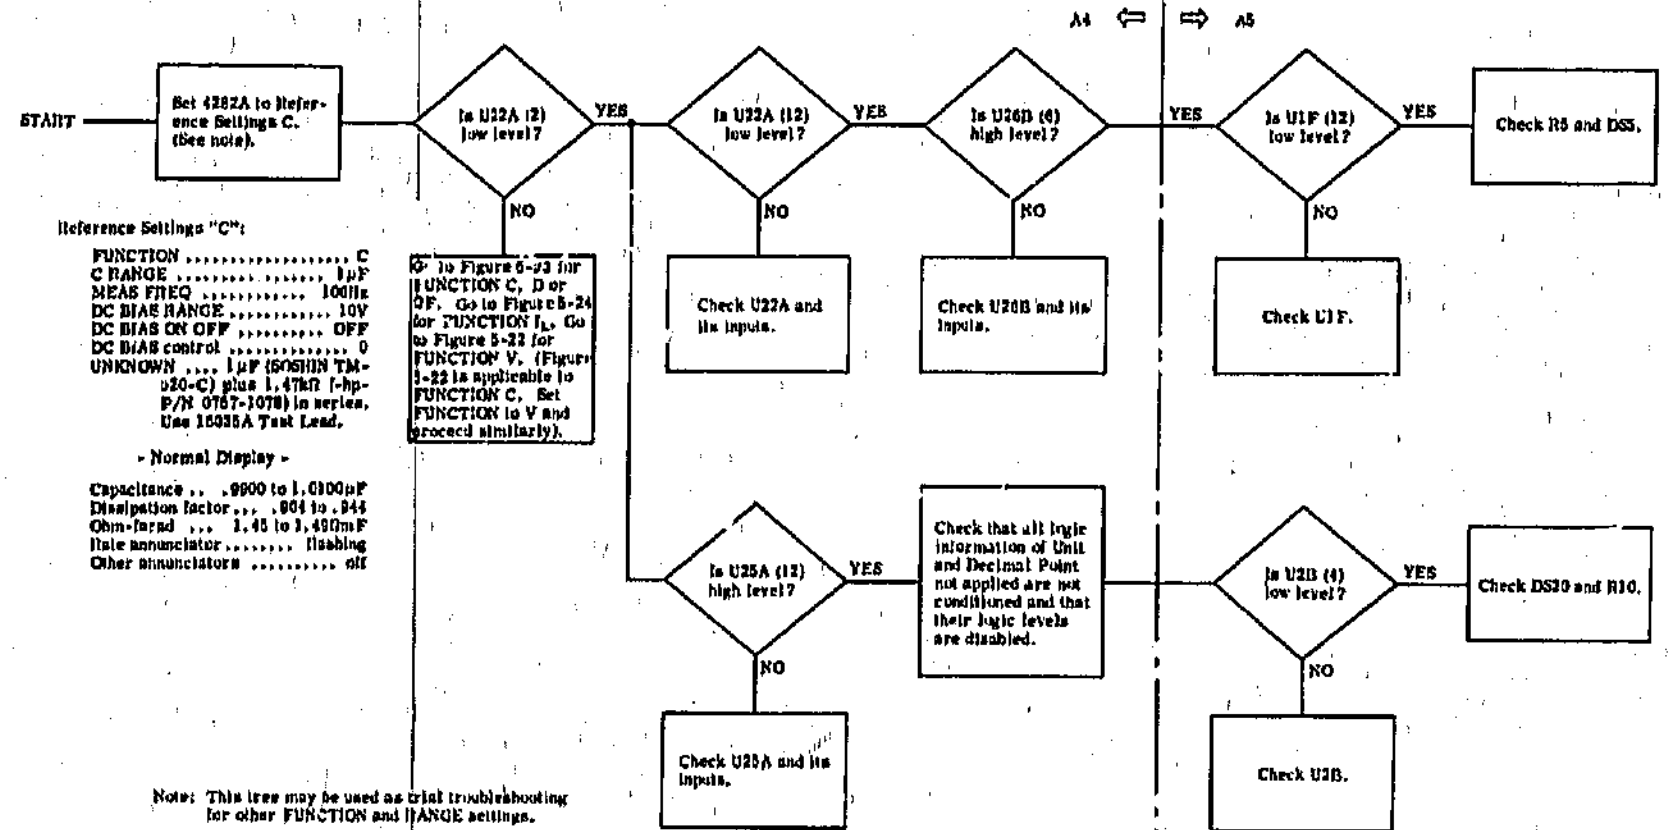 A4 ⇐ ⇒ A5
START
Set 4282A to Refer-
ence Settings C.
(See note).
Is U22A (2)
low level?
YES
NO
Is U22A (12)
low level?
YES
NO
Is U26B (6)
high level?
YES
NO
Is U1F (12)
low level?
YES
NO
Check R5 and DS5.
Go to Figure for
FUNCTION C, D or
Go to Figure 5-24
for FUNCTION IL. Go
to Figure 5-22 for
FUNCTION V. (Figure
5-22 is applicable to
FUNCTION C. Set
FUNCTION to V and
proceed similarly).
Check U22A and
its inputs.
Check U26B and its
inputs.
Check U1F.
Reference Settings "C":
FUNCTION .................. C
C RANGE ................ 1μF
MEAS FREQ ............ 100Hz
DC BIAS RANGE ........... 10V
DC BIAS ON OFF .......... OFF
DC BIAS control .............. 0
UNKNOWN .... 1μF (SOSHIN TM-
520-C) plus 1.47kΩ (-hp-
P/N 0757-1078) in series.
Use 16035A Test Lead.
- Normal Display -
Capacitance .. .9900 to 1.0100μF
Dissipation factor ... .904 to .944
Ohm-farad ... 1.45 to 1.49ΩmF
Rate annunciator ........ flashing
Other annunciators .......... off
Is U25A (12)
high level?
YES
NO
Check that all logic
information of Unit
and Decimal Point
not applied are not
conditioned and that
their logic levels
are disabled.
Is U2B (4)
low level?
YES
NO
Check DS20 and R10.
Check U25A and its
inputs.
Check U2B.
Note: This tree may be used as trial troubleshooting
for other FUNCTION and RANGE settings.